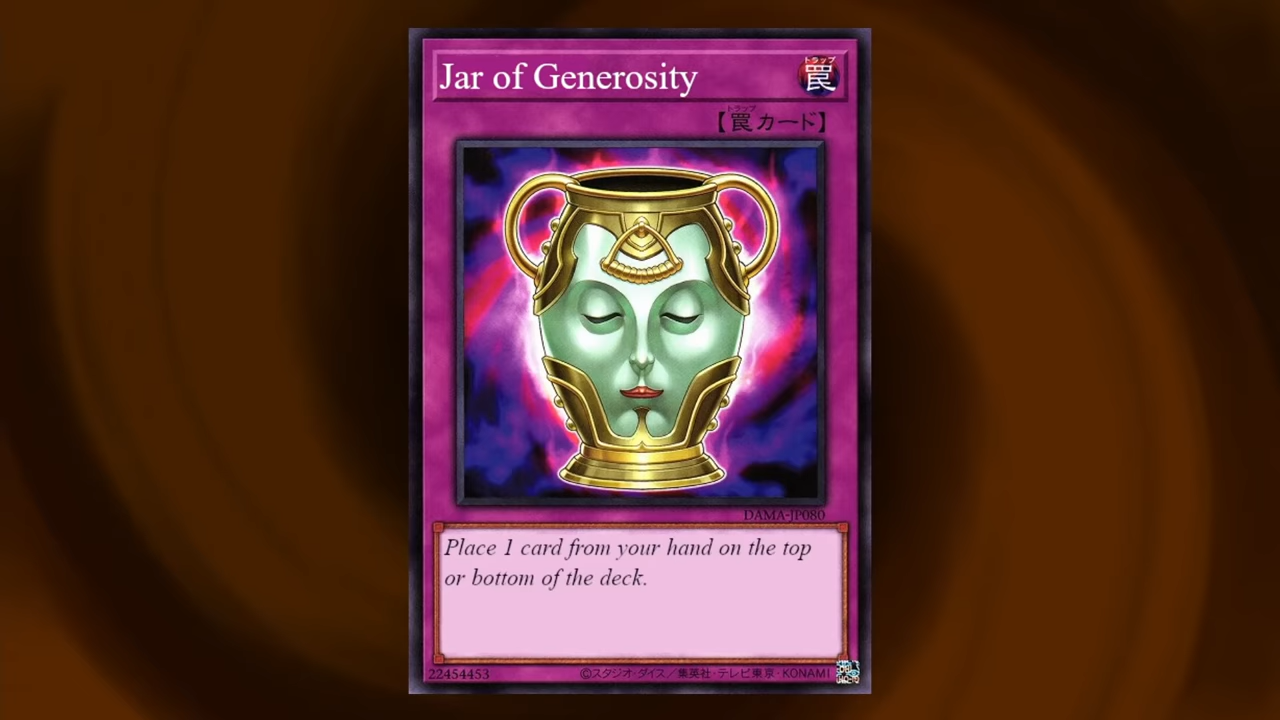 Jar of Generosity
トラップ
罠
トラップ
【罠カード】
DAMA-JP080
Place 1 card from your hand on the top
or bottom of the deck.
22454453
©スタジオ・ダイス/集英社・テレビ東京・KONAMI